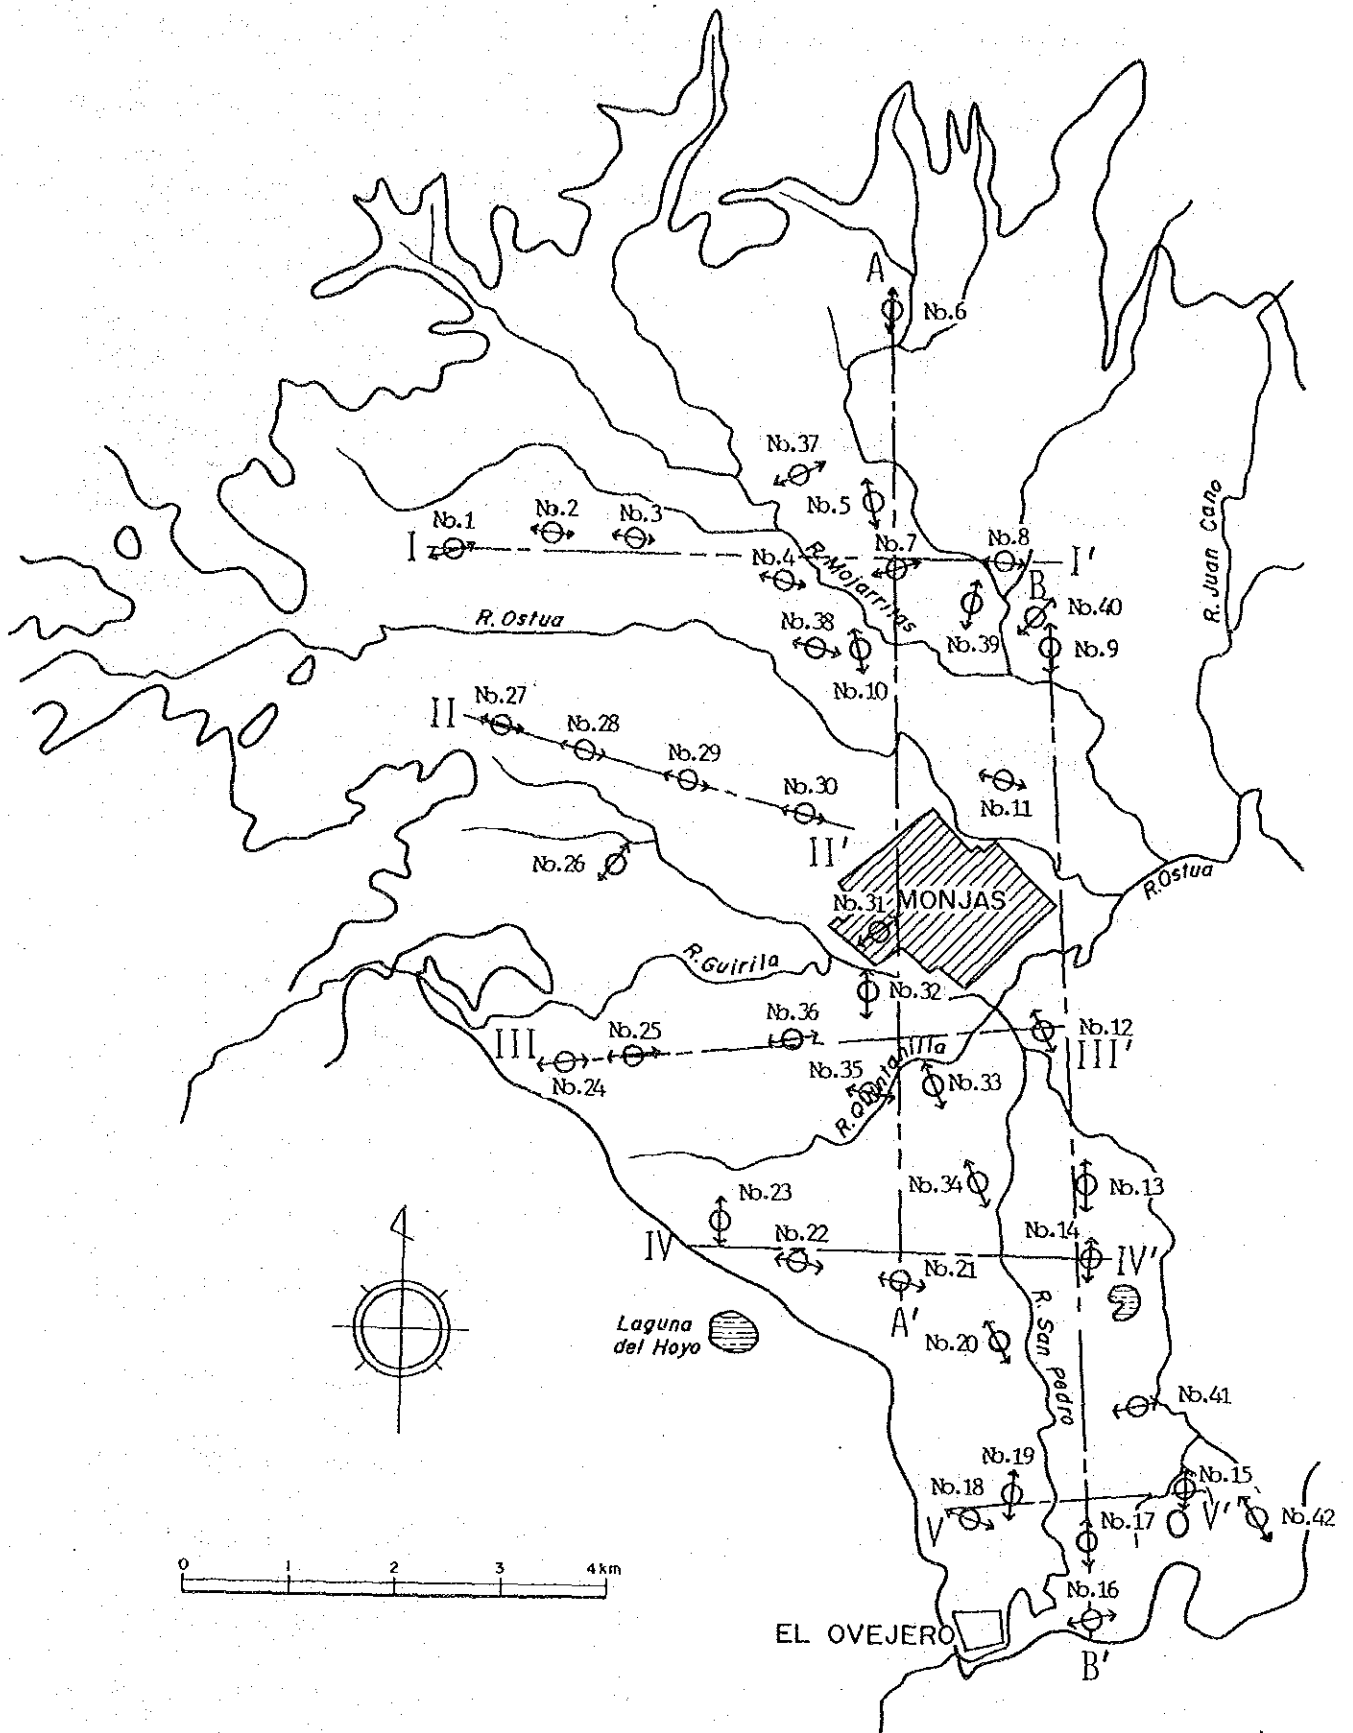 A
No.6
No.37
No.5
No.1
No.2
No.3
I
No.4
No.7
No.8
I'
R. Mojarritas
B
No.40
R. Juan Cano
R. Ostua
No.38
No.39
No.9
No.10
II
No.27
No.28
No.29
No.30
No.11
II'
No.26
No.31
MONJAS
R. Ostua
R. Guirila
No.32
No.36
No.12
III
No.25
III'
No.24
No.35
R. Quintanilla
No.33
No.34
No.13
No.23
No.14
IV
No.22
IV'
No.21
A'
Laguna
del Hoyo
No.20
R. San pedro
No.41
No.19
No.18
No.15
V
V'
No.42
No.17
0 1 2 3 4 km
No.16
EL OVEJERO
B'